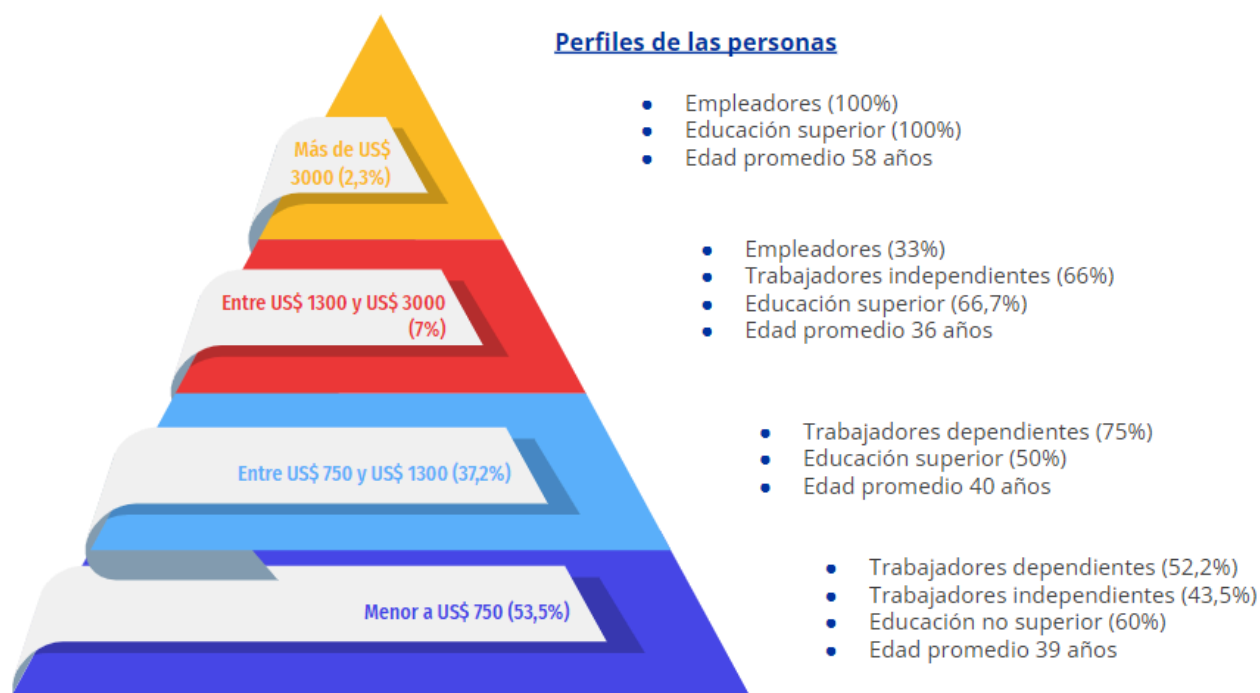 Perfiles de las personas
Más de US$
3000 (2,3%)
● Empleadores (100%)
● Educación superior (100%)
● Edad promedio 58 años
Entre US$ 1300 y US$ 3000
(7%)
● Empleadores (33%)
● Trabajadores independientes (66%)
● Educación superior (66,7%)
● Edad promedio 36 años
Entre US$ 750 y US$ 1300 (37,2%)
● Trabajadores dependientes (75%)
● Educación superior (50%)
● Edad promedio 40 años
Menor a US$ 750 (53,5%)
● Trabajadores dependientes (52,2%)
● Trabajadores independientes (43,5%)
● Educación no superior (60%)
● Edad promedio 39 años